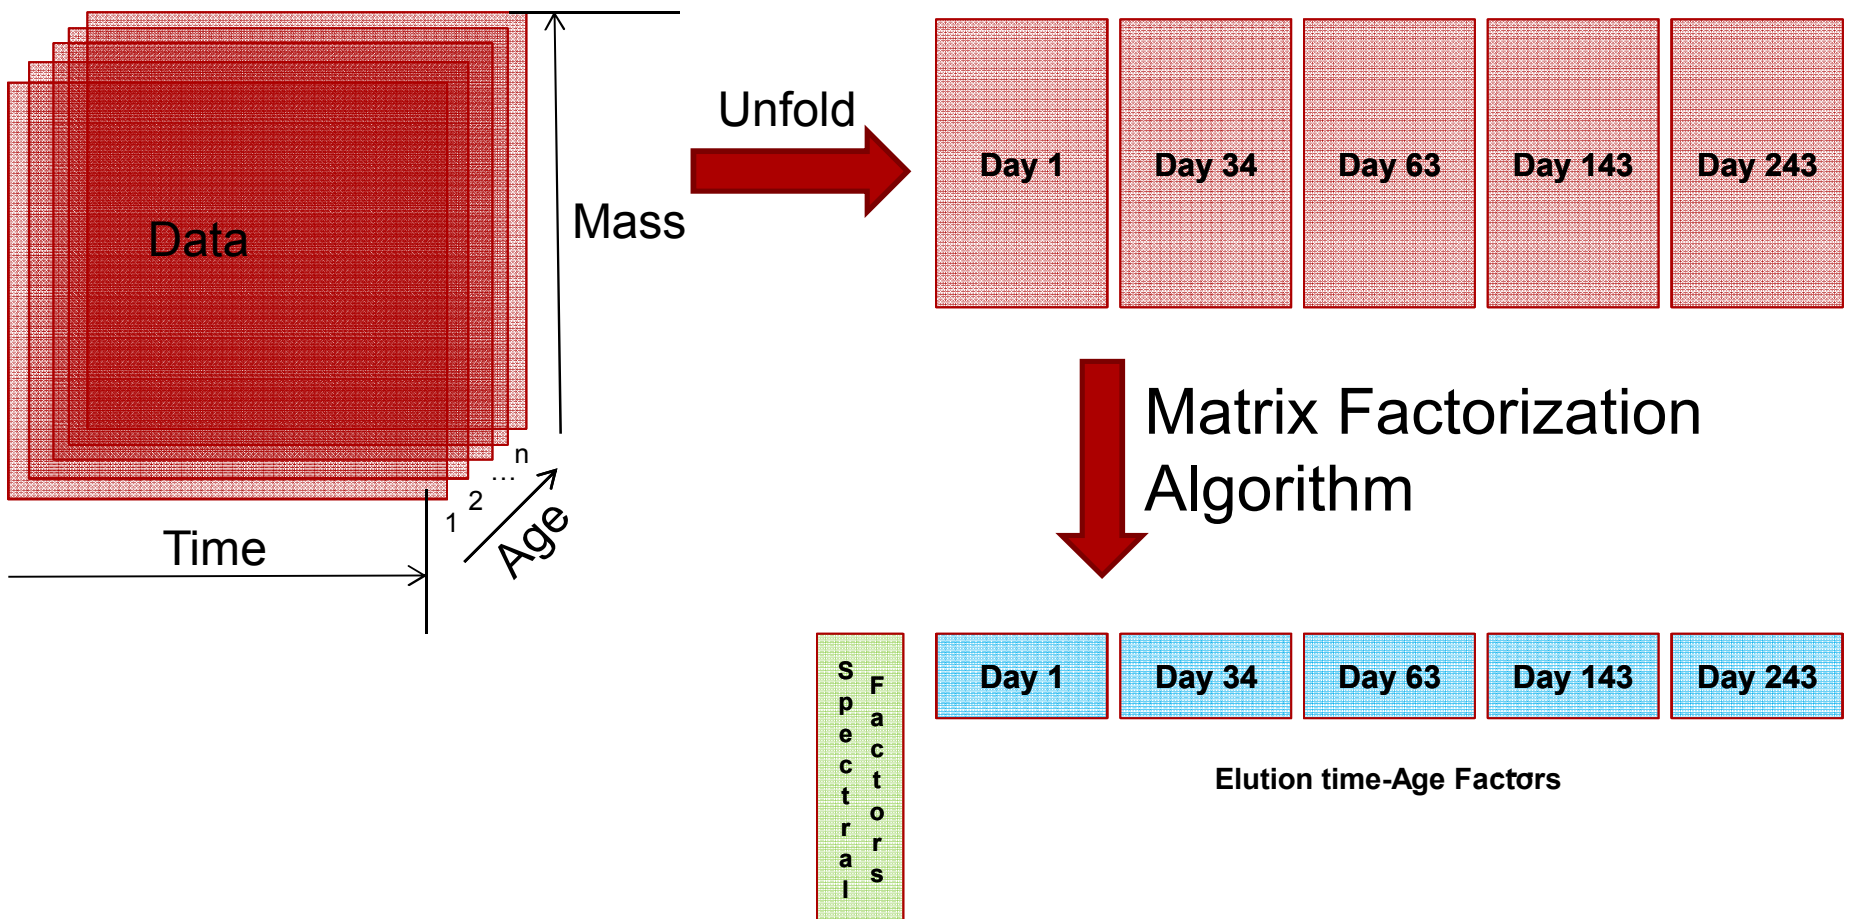 Data
Mass
Time
1
2
...
n
Age
Unfold
Day 1
Day 34
Day 63
Day 143
Day 243
Matrix Factorization
Algorithm
Spectral
Factors
Day 1
Day 34
Day 63
Day 143
Day 243
Elution time-Age Factors